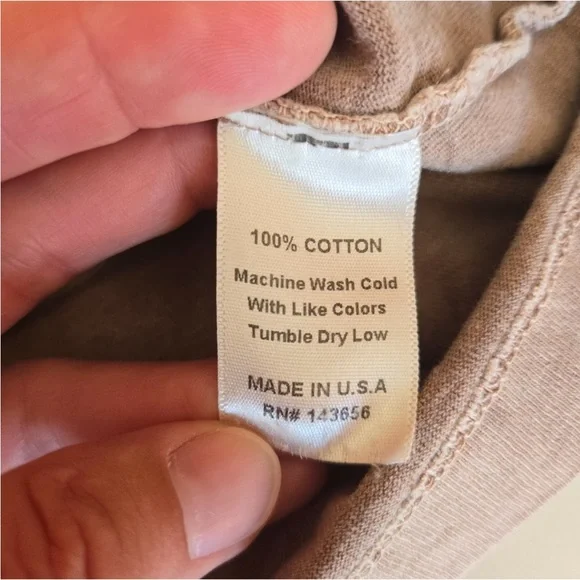 100% COTTON
Machine Wash Cold
With Like Colors
Tumble Dry Low
MADE IN U.S.A
RN# 143656